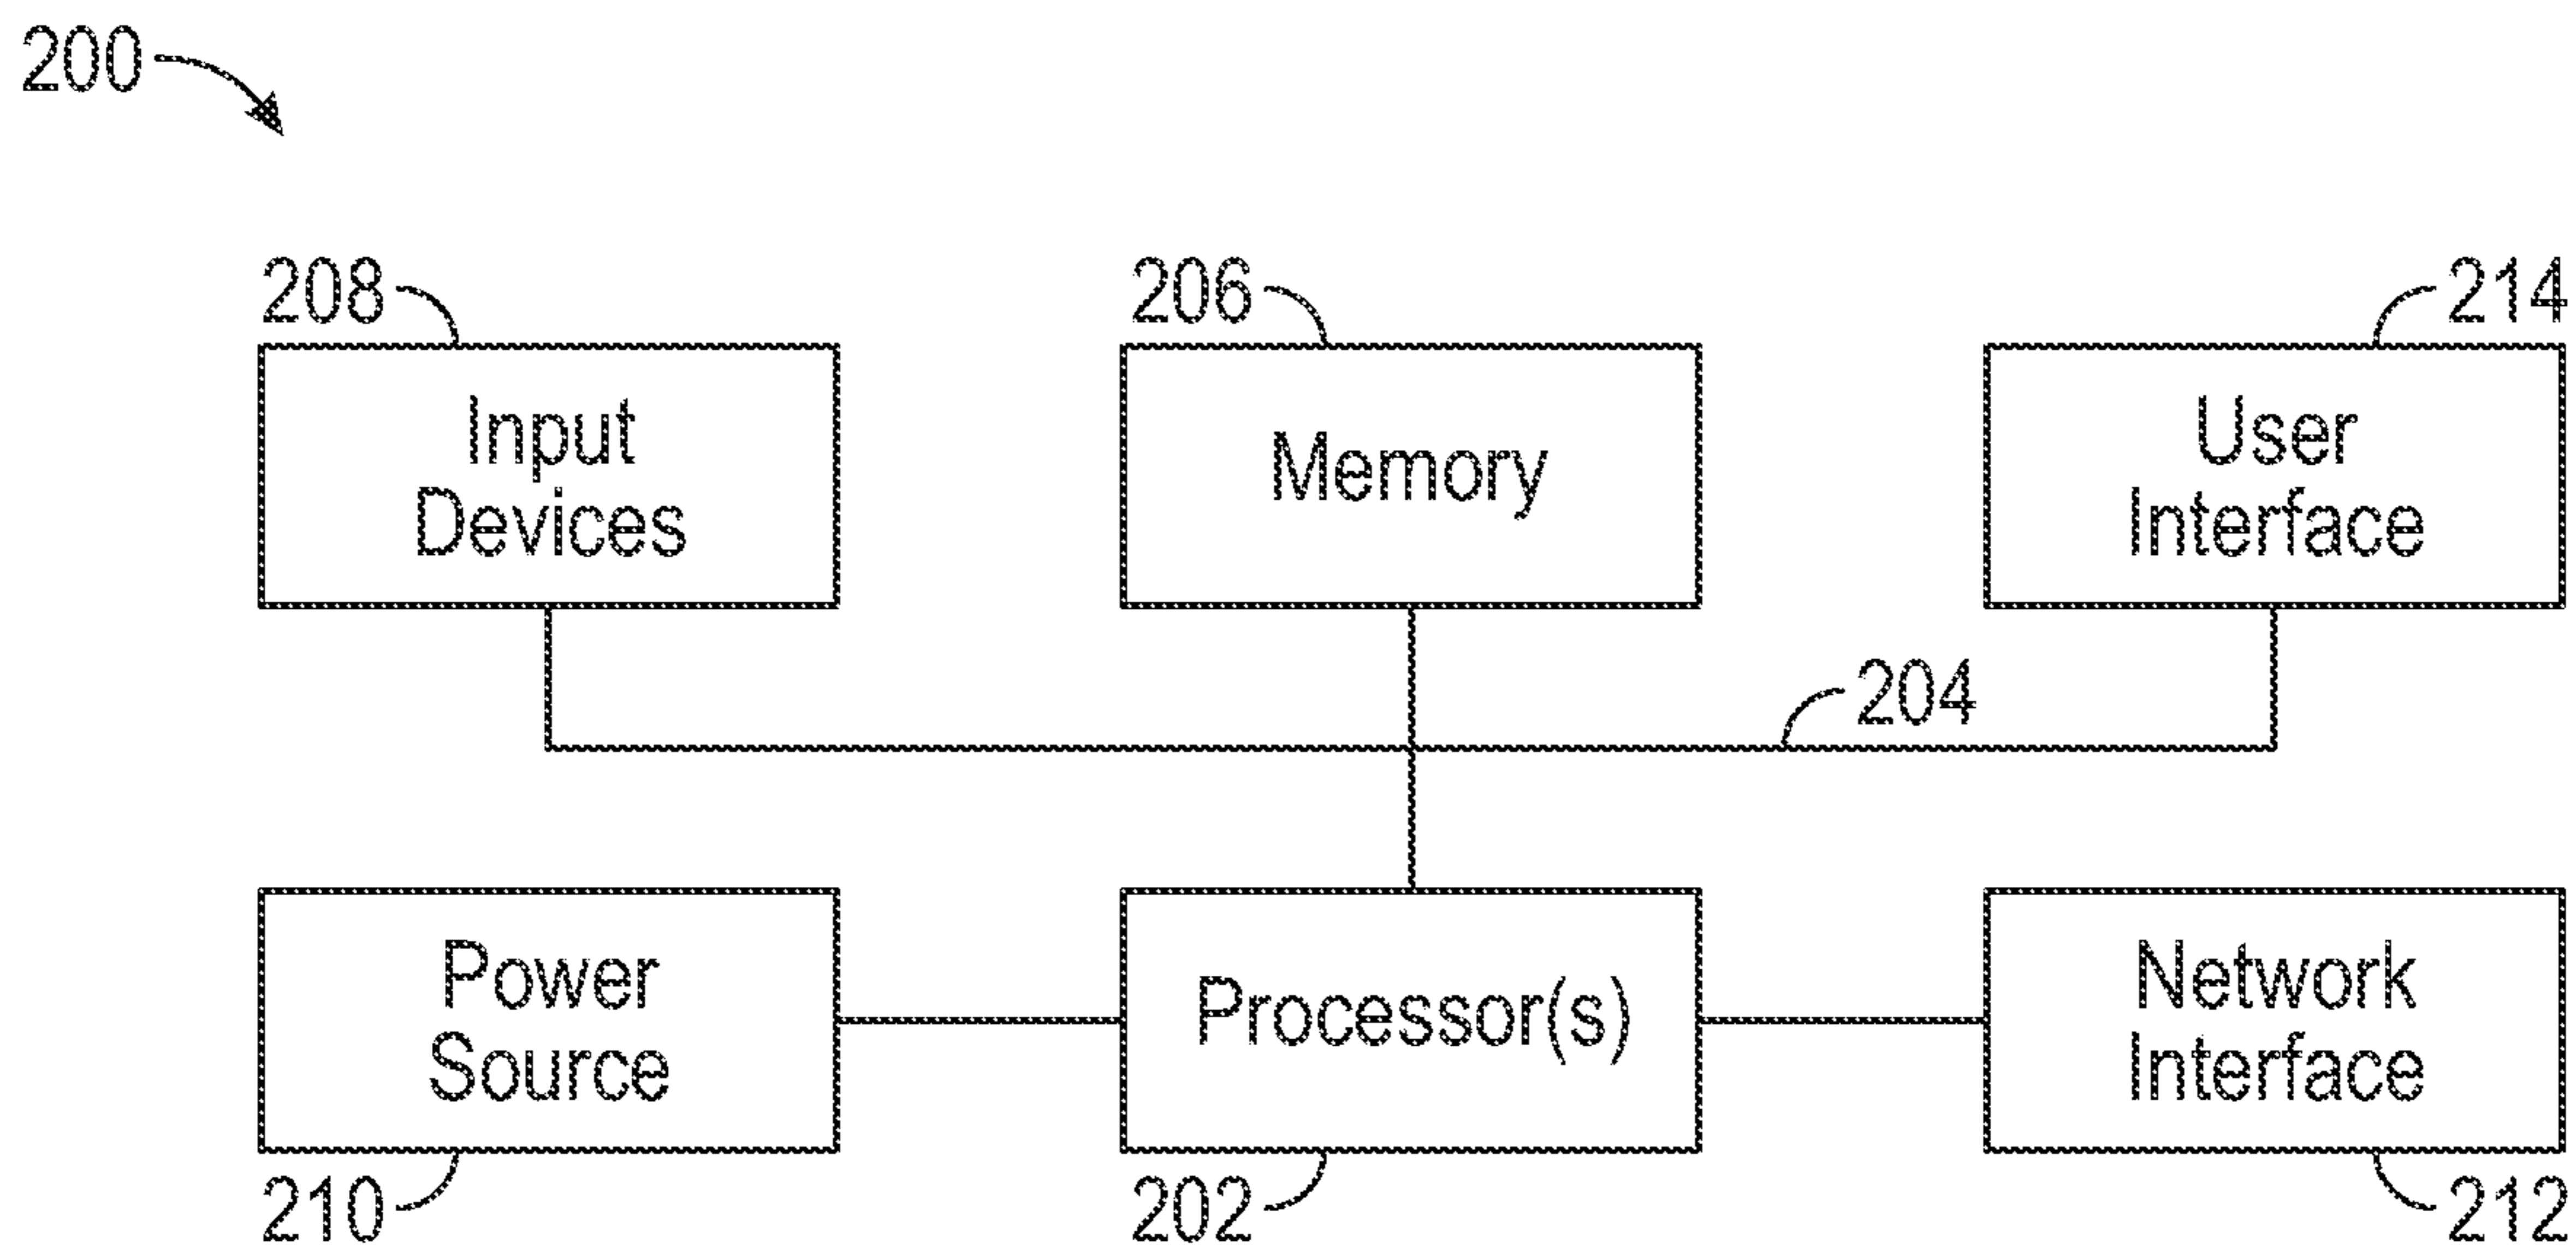 200
208
206
214
Input
Devices
Memory
User
Interface
204
Power
Source
Processor(s)
Network
Interface
210
202
212